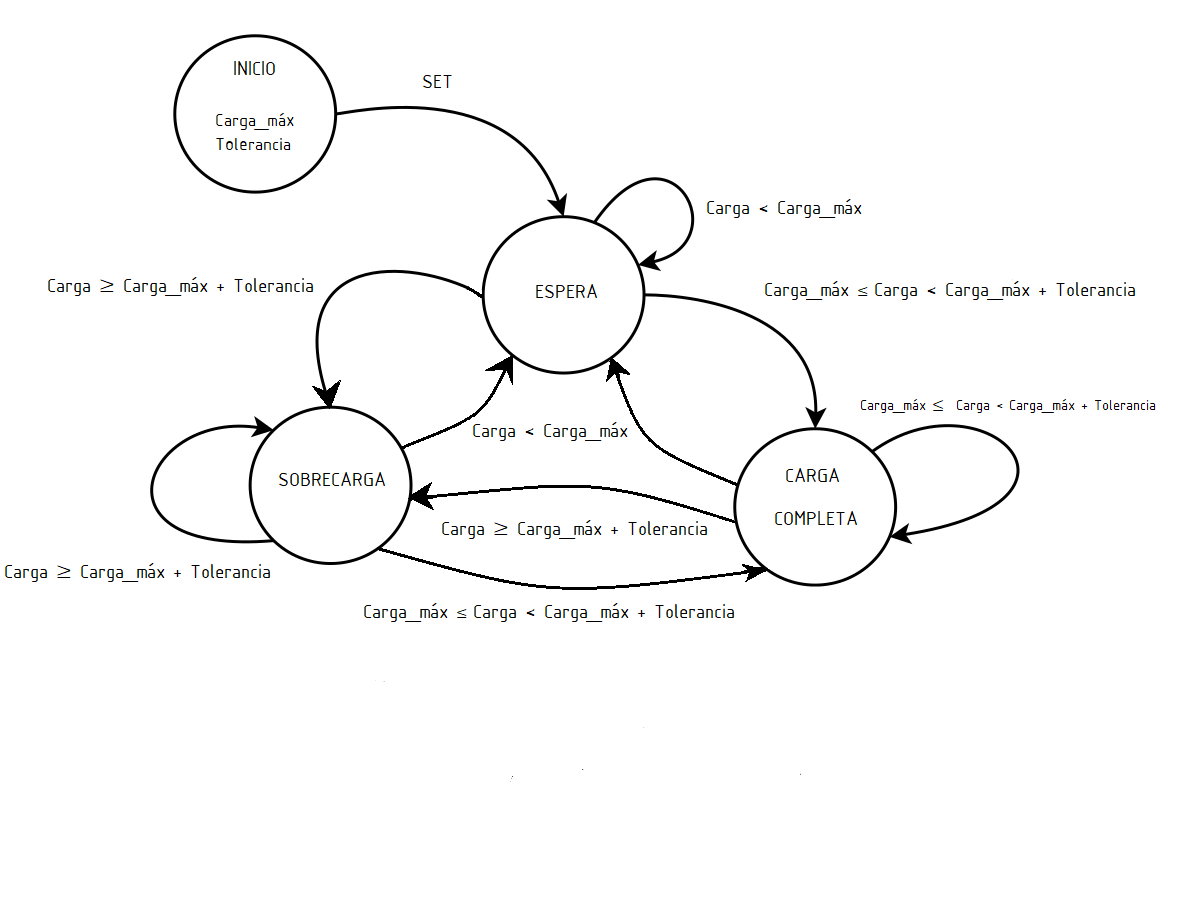 INICIO
Carga_máx
Tolerancia
SET
Carga < Carga_máx
Carga ≥ Carga_máx + Tolerancia
ESPERA
Carga_máx ≤ Carga < Carga_máx + Tolerancia
Carga_máx ≤ Carga < Carga_máx + Tolerancia
Carga < Carga_máx
SOBRECARGA
CARGA
COMPLETA
Carga ≥ Carga_máx + Tolerancia
Carga ≥ Carga_máx + Tolerancia
Carga_máx ≤ Carga < Carga_máx + Tolerancia